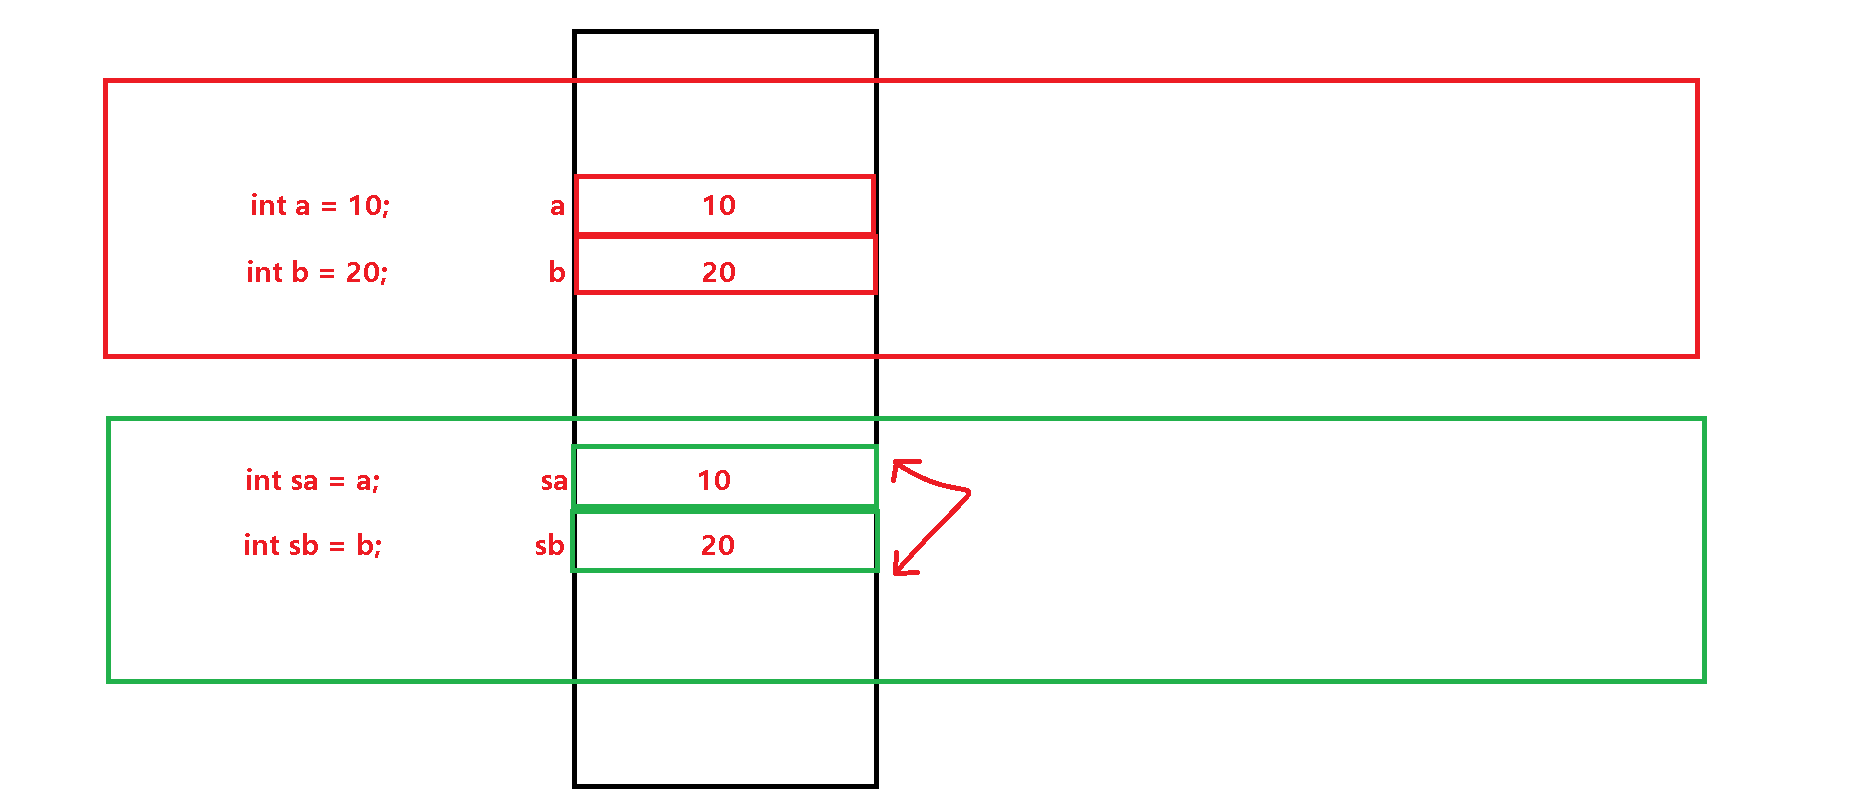 int a = 10; a 10
int b = 20; b 20
int sa = a; sa 10
int sb = b; sb 20